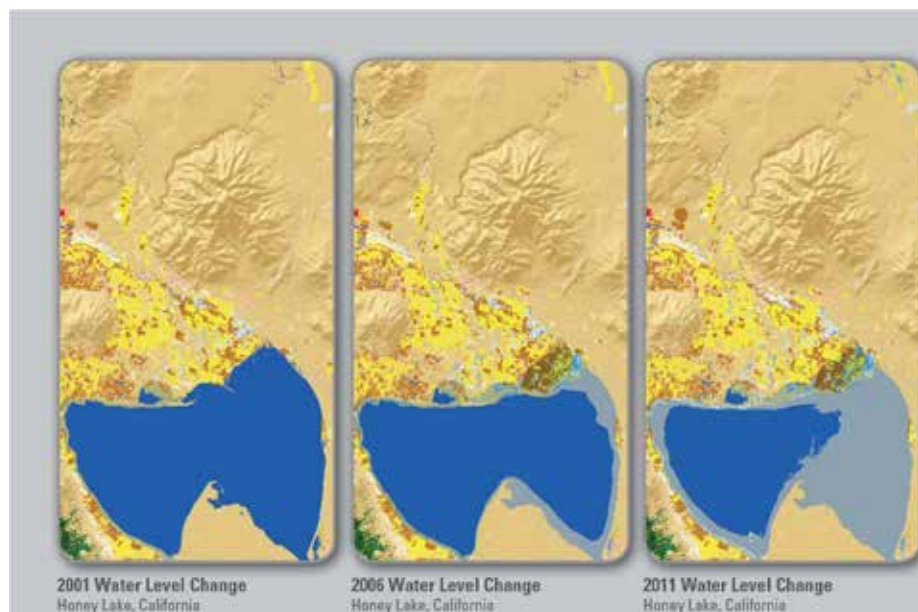 2001 Water Level Change
Honey Lake, California
2006 Water Level Change
Honey Lake, California
2011 Water Level Change
Honey Lake, California